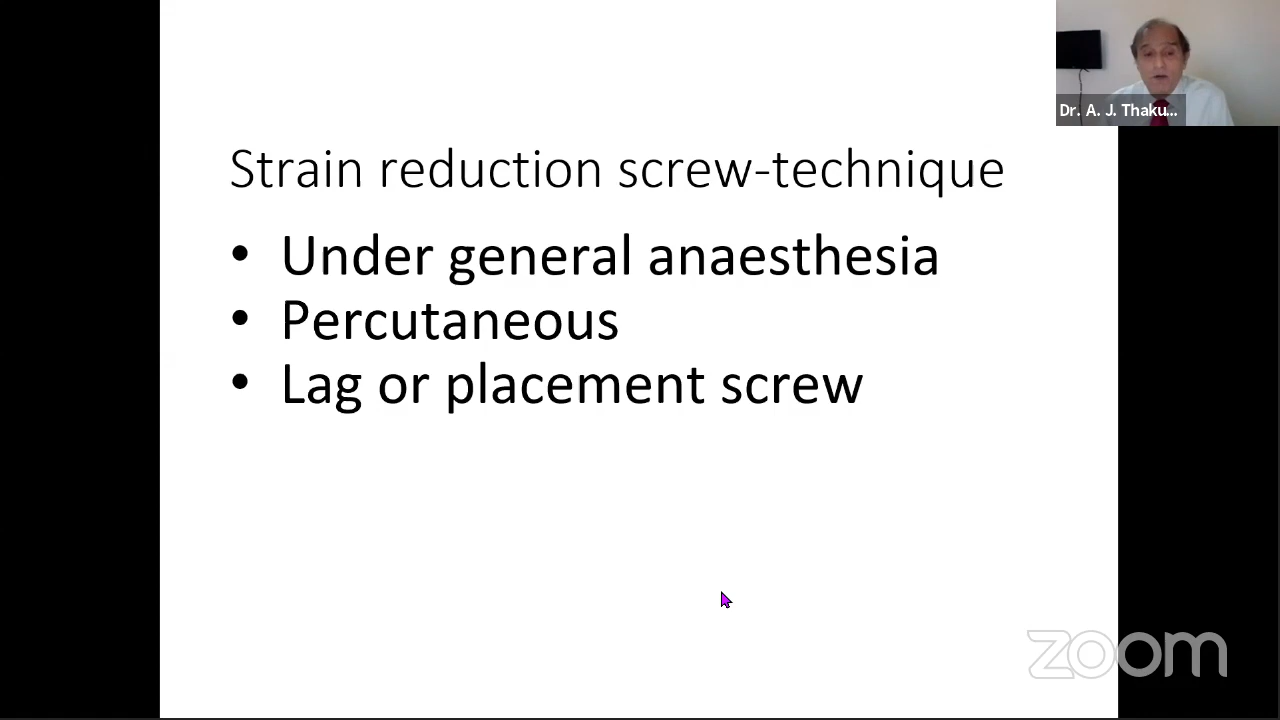 Dr. A. J. Thaku...
Strain reduction screw-technique
• Under general anaesthesia
• Percutaneous
• Lag or placement screw
zoom